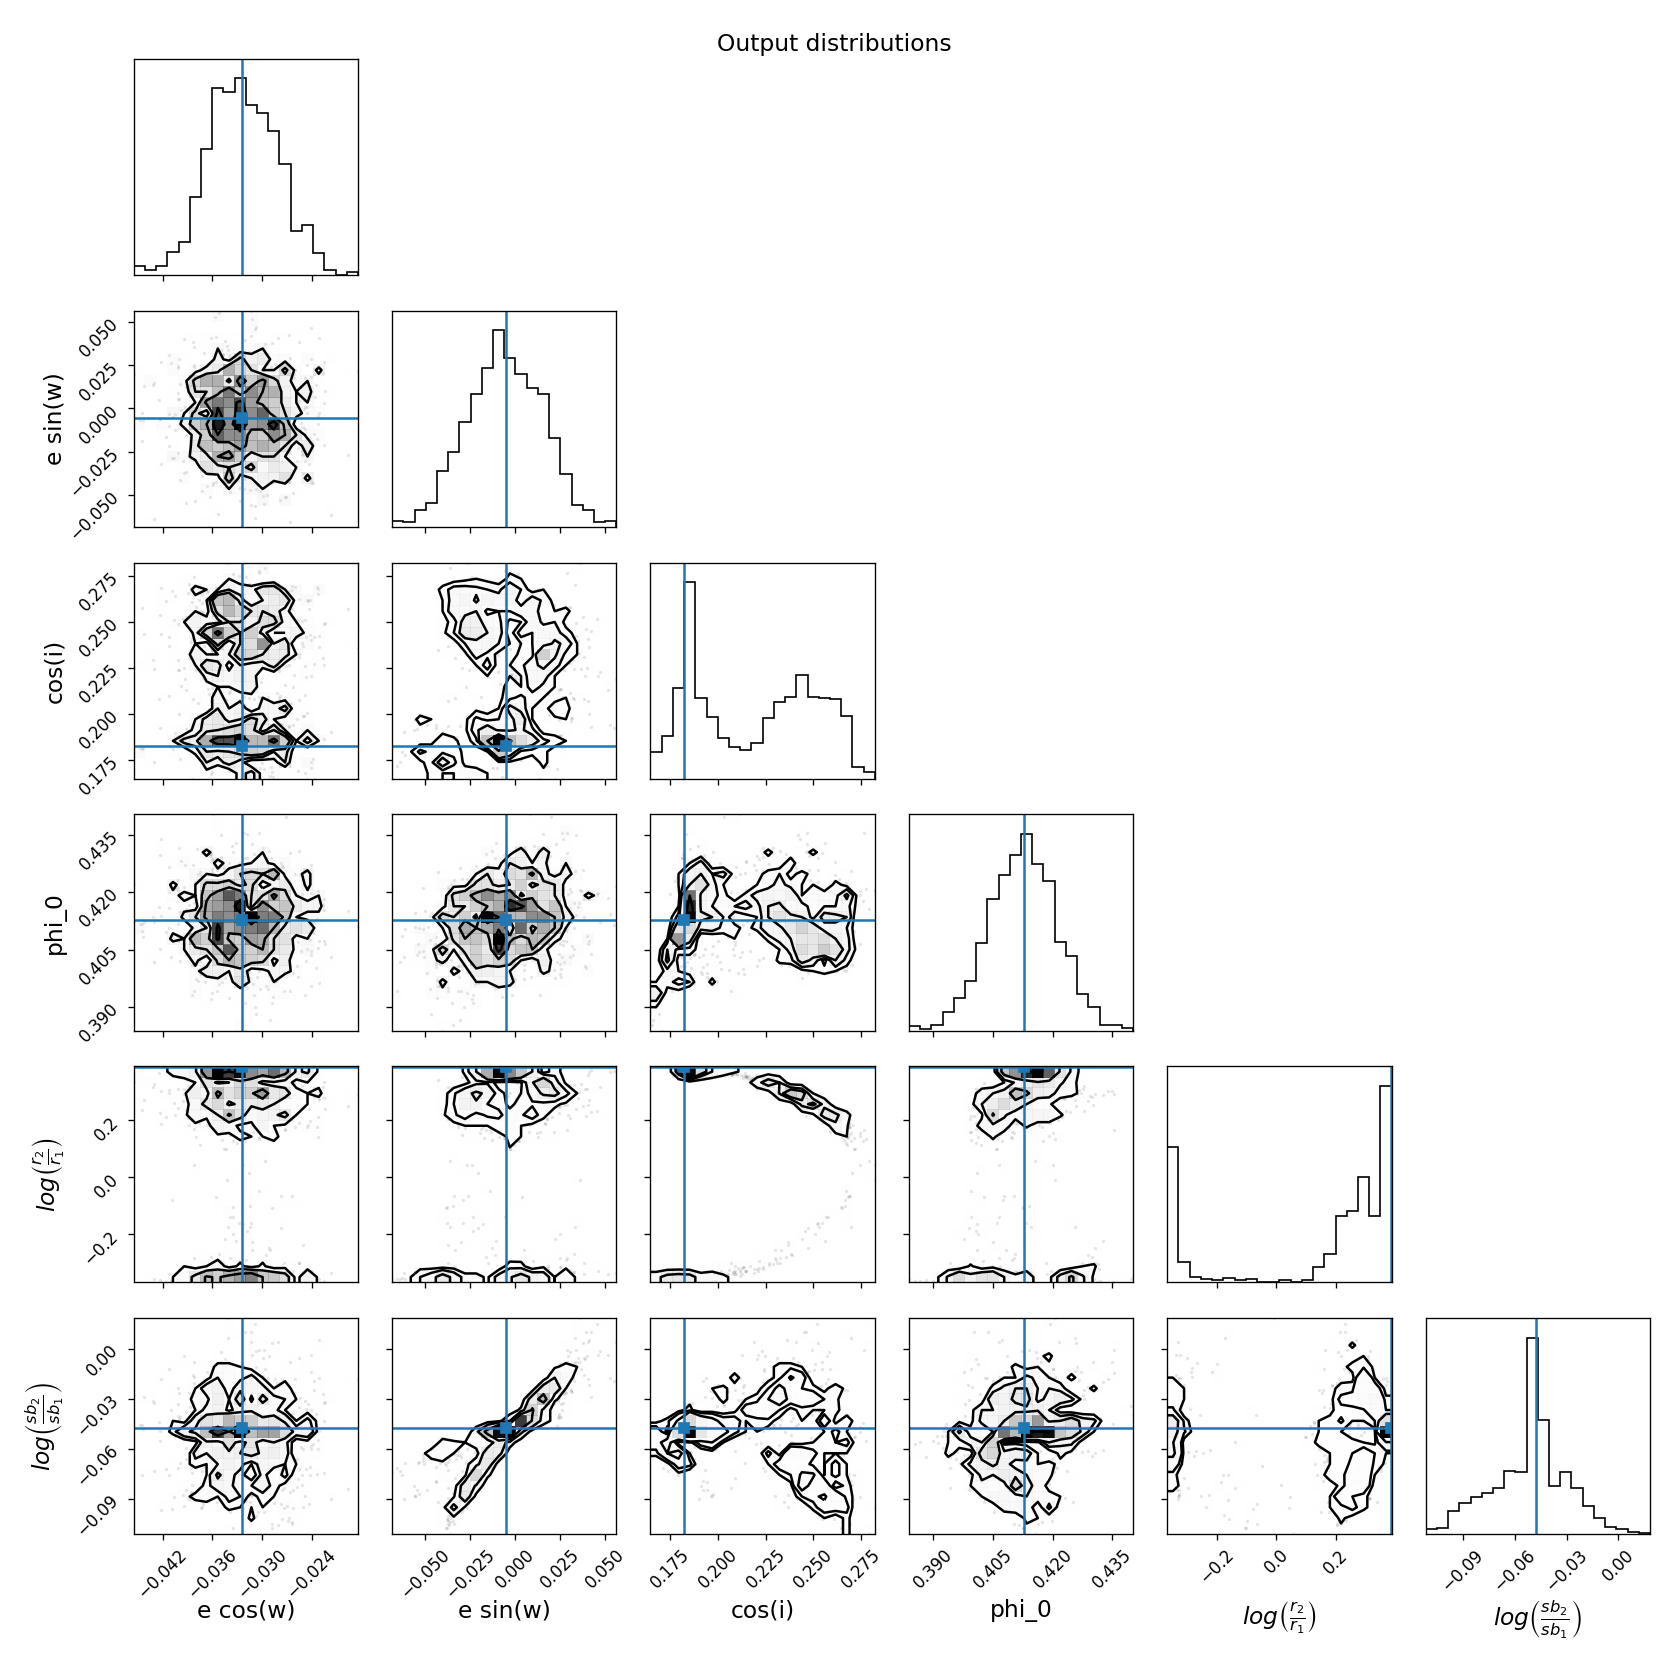 Output distributions
e sin(w)
0.050
0.025
0.000
−0.025
−0.050
cos(i)
0.275
0.250
0.225
0.200
0.175
phi_0
0.435
0.420
0.405
0.390
log(r₂/r₁)
0.2
0.0
−0.2
log(sb₂/sb₁)
0.00
−0.03
−0.06
−0.09
−0.042 −0.036 −0.030 −0.024
e cos(w)
−0.050 −0.025 0.000 0.025 0.050
e sin(w)
0.175 0.200 0.225 0.250 0.275
cos(i)
0.390 0.405 0.420 0.435
phi_0
−0.2 0.0 0.2
log(r₂/r₁)
−0.09 −0.06 −0.03 0.00
log(sb₂/sb₁)